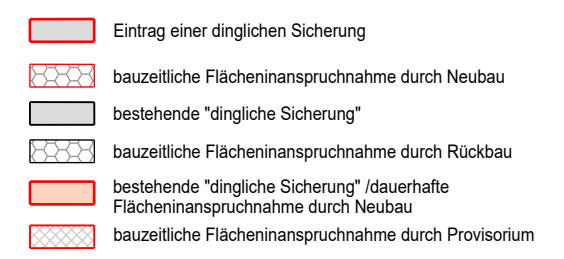 Eintrag einer dinglichen Sicherung
bauzeitliche Flächeninanspruchnahme durch Neubau
bestehende "dingliche Sicherung"
bauzeitliche Flächeninanspruchnahme durch Rückbau
bestehende "dingliche Sicherung" /dauerhafte
Flächeninanspruchnahme durch Neubau
bauzeitliche Flächeninanspruchnahme durch Provisorium